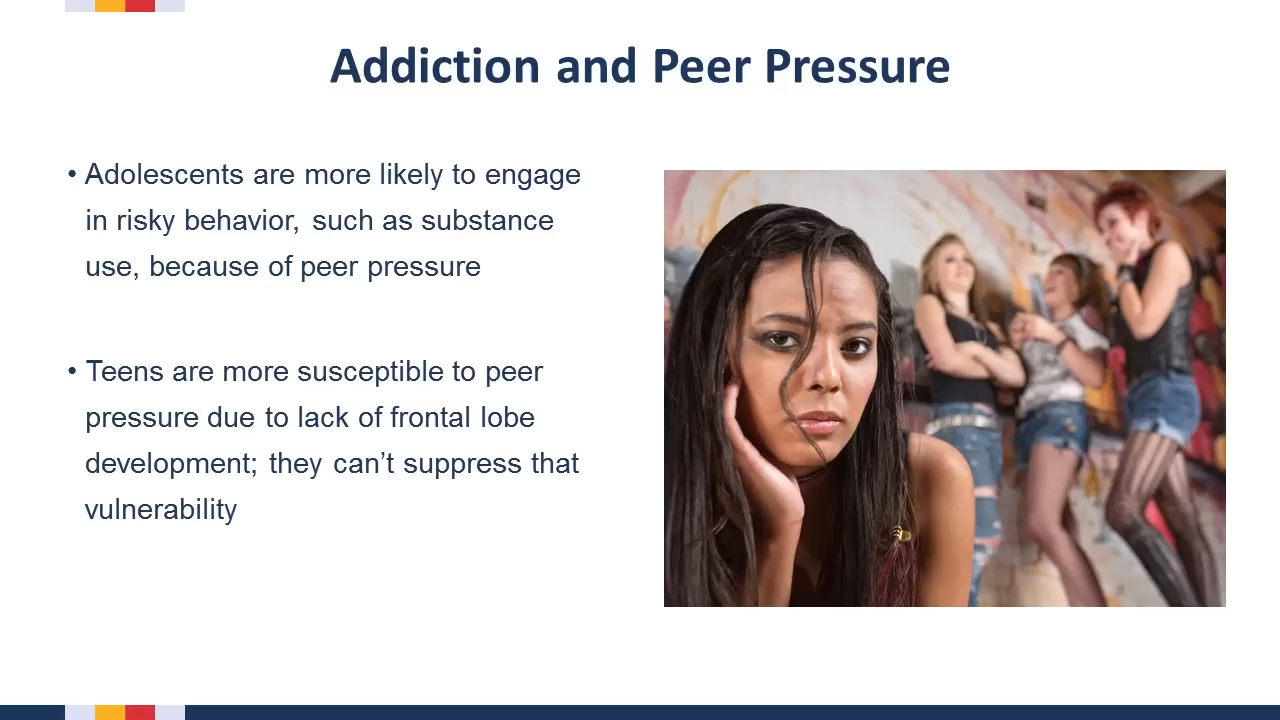 Addiction and Peer Pressure
• Adolescents are more likely to engage
in risky behavior, such as substance
use, because of peer pressure
• Teens are more susceptible to peer
pressure due to lack of frontal lobe
development; they can’t suppress that
vulnerability